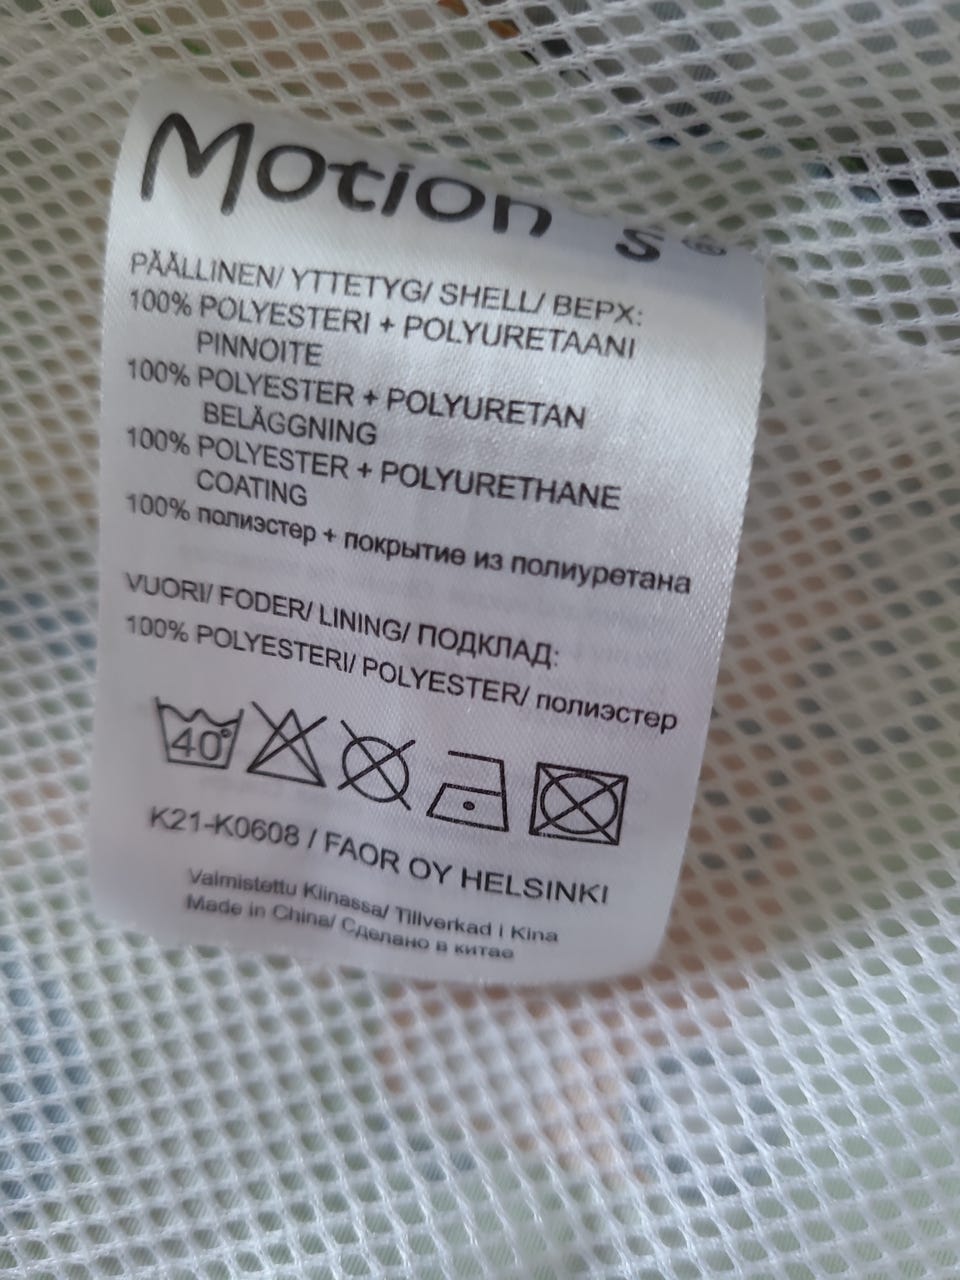 Motion's®
PÄÄLLINEN/ YTTETYG/ SHELL/ ВЕРХ:
100% POLYESTERI + POLYURETAANI
PINNOITE
100% POLYESTER + POLYURETAN
BELÄGGNING
100% POLYESTER + POLYURETHANE
COATING
100% полиэстер + покрытие из полиуретана
VUORI/ FODER/ LINING/ ПОДКЛАД:
100% POLYESTERI/ POLYESTER/ полиэстер
40°
K21-K0608 / FAOR OY HELSINKI
Valmistettu Kiinassa/ Tillverkad i Kina
Made in China/ Сделано в китае